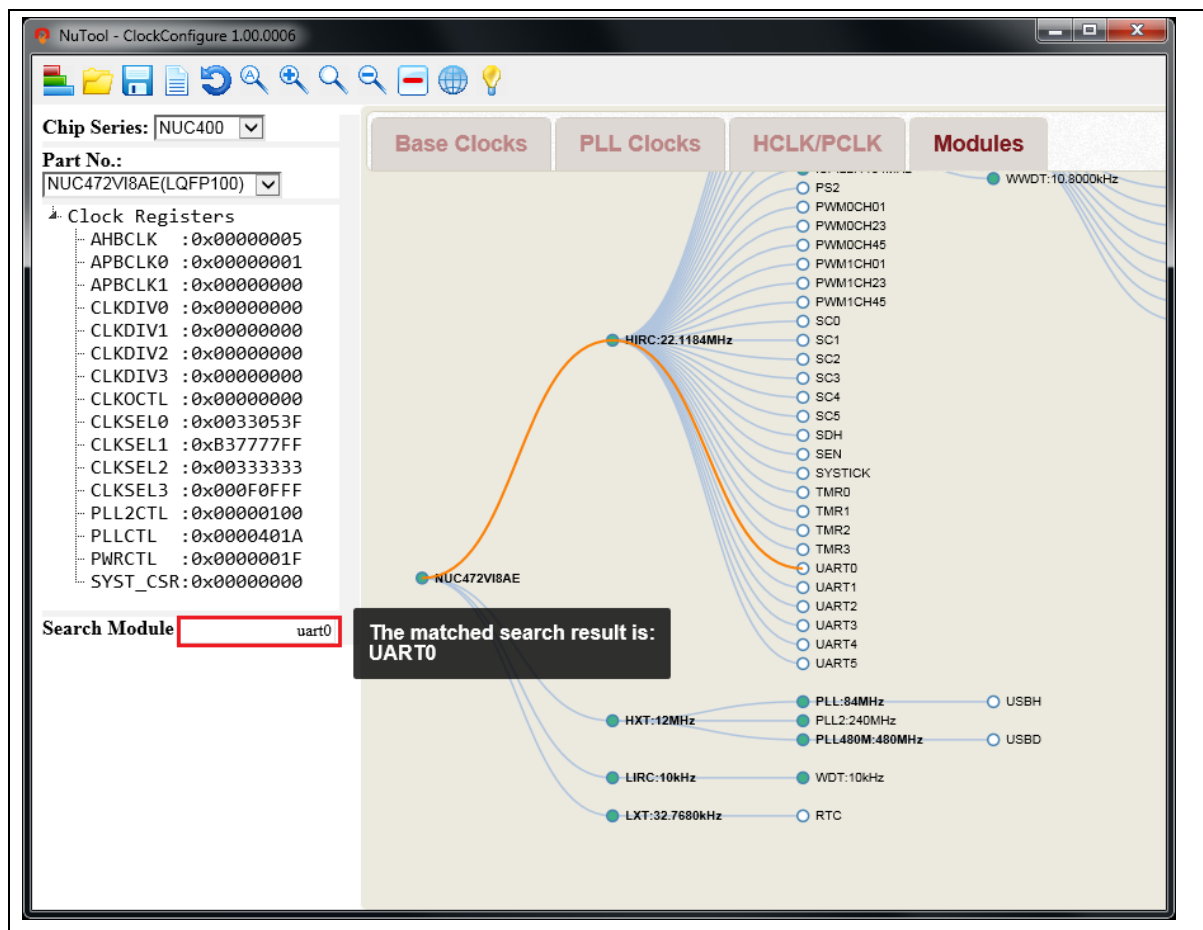 NuTool - ClockConfigure 1.00.0006
Chip Series: NUC400
Part No.:
NUC472VI8AE(LQFP100)
Clock Registers
AHBCLK :0x00000005
APBCLK0 :0x00000001
APBCLK1 :0x00000000
CLKDIV0 :0x00000000
CLKDIV1 :0x00000000
CLKDIV2 :0x00000000
CLKDIV3 :0x00000000
CLKOCTL :0x00000000
CLKSEL0 :0x0033053F
CLKSEL1 :0xB37777FF
CLKSEL2 :0x00333333
CLKSEL3 :0x000F0FFF
PLL2CTL :0x00000100
PLLCTL :0x0000401A
PWRCTL :0x0000001F
SYST_CSR:0x00000000
Search Module uart0
The matched search result is:
UART0
Base Clocks PLL Clocks HCLK/PCLK Modules
WWDT:10.8000kHz
PS2
PWM0CH01
PWM0CH23
PWM0CH45
PWM1CH01
PWM1CH23
PWM1CH45
SC0
HIRC:22.1184MHz
SC1
SC2
SC3
SC4
SC5
SDH
SEN
SYSTICK
TMR0
TMR1
TMR2
TMR3
UART0
NUC472VI8AE
UART1
UART2
UART3
UART4
UART5
PLL:84MHz USBH
HXT:12MHz PLL2:240MHz
PLL480M:480MHz USBD
LIRC:10kHz WDT:10kHz
LXT:32.7680kHz RTC